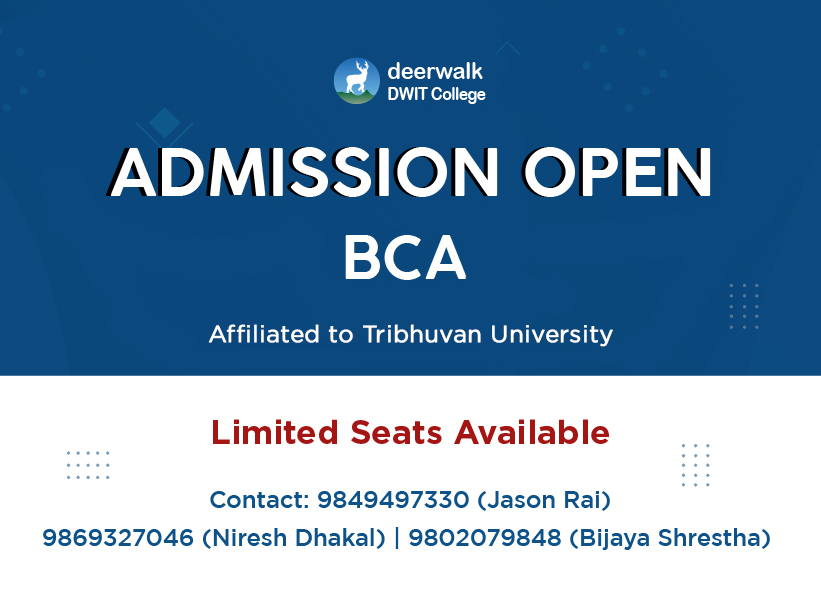 deerwalk
DWIT College
ADMISSION OPEN
BCA
Affiliated to Tribhuvan University
Limited Seats Available
Contact: 9849497330 (Jason Rai)
9869327046 (Niresh Dhakal) | 9802079848 (Bijaya Shrestha)